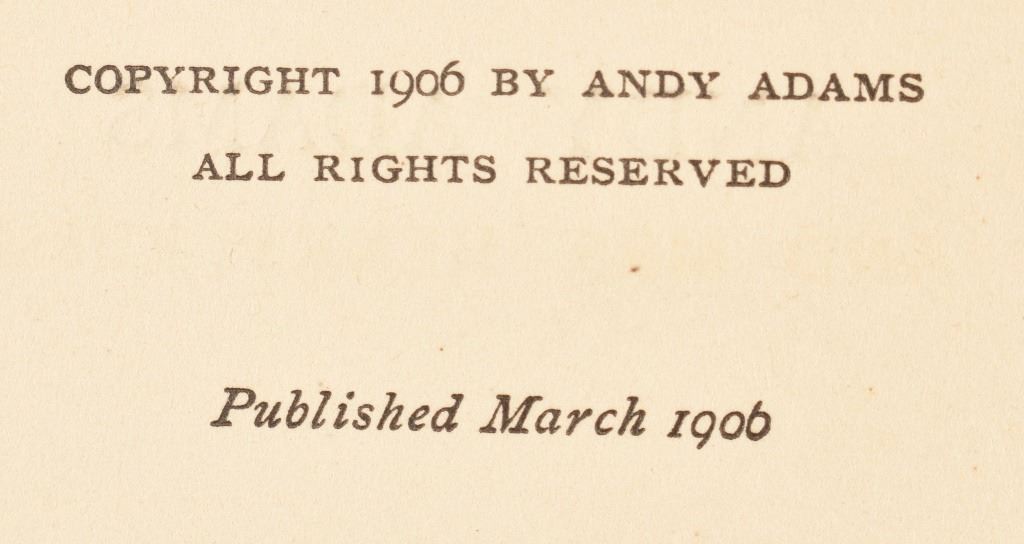 COPYRIGHT 1906 BY ANDY ADAMS
ALL RIGHTS RESERVED
Published March 1906